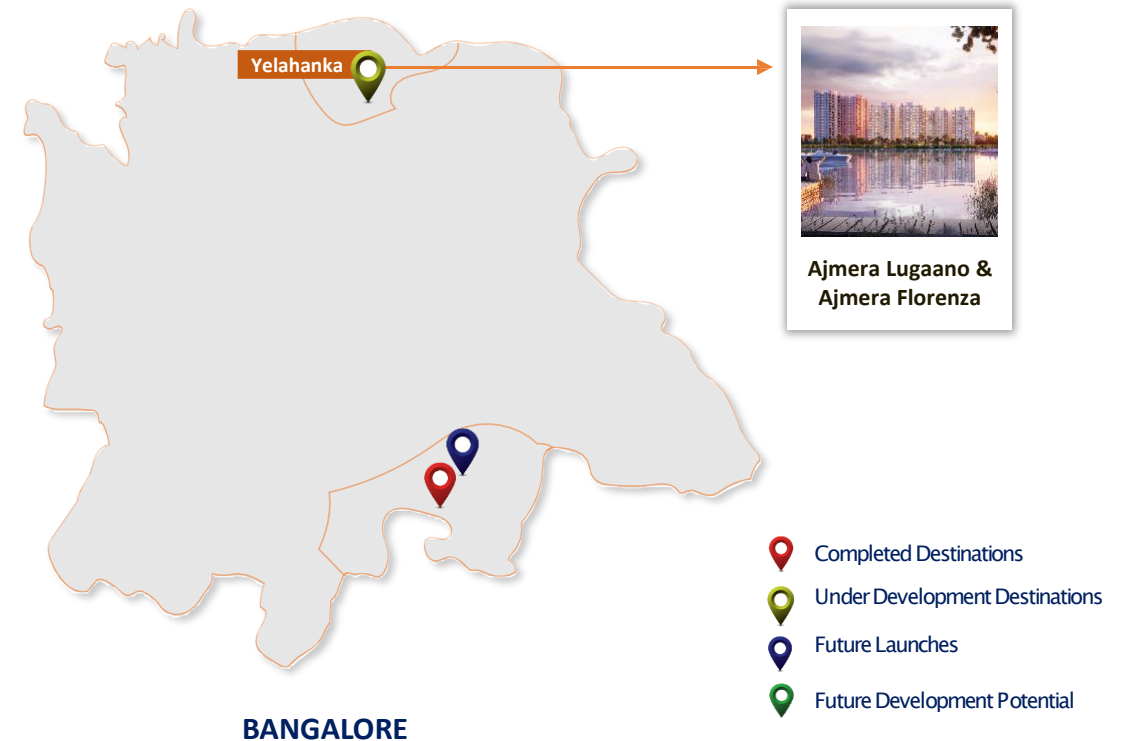 Yelahanka
Ajmera Lugaano &
Ajmera Florenza
Completed Destinations
Under Development Destinations
Future Launches
Future Development Potential
BANGALORE